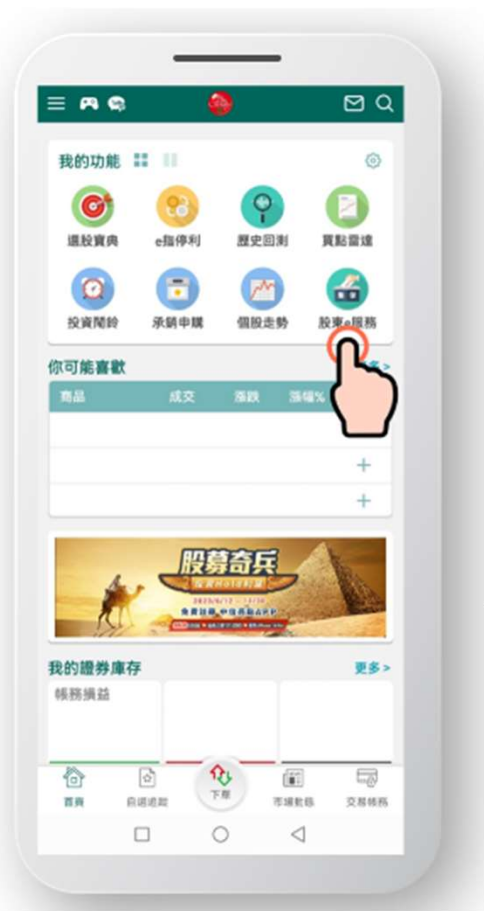 我的功能
選股寶典 e指停利 歷史回測 買點雷達
投資鬧鈴 承銷申購 個股走勢 股東e服務
你可能喜歡 更多 >
商品 成交 漲跌 漲幅%
+
+
股募奇兵
我的證券庫存 更多 >
帳務損益
首頁 自選追蹤 下單 市場動態 交易帳務